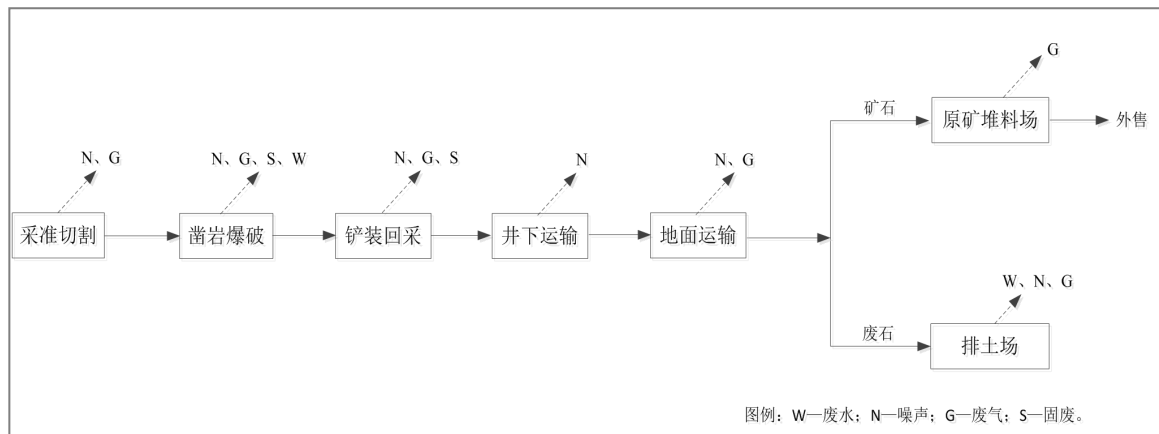 G
矿石
原矿堆料场
外售
N、G
N、G、S、W
N、G、S
N
N、G
采准切割
凿岩爆破
铲装回采
井下运输
地面运输
W、N、G
废石
排土场
图例：W—废水；N—噪声；G—废气；S—固废。